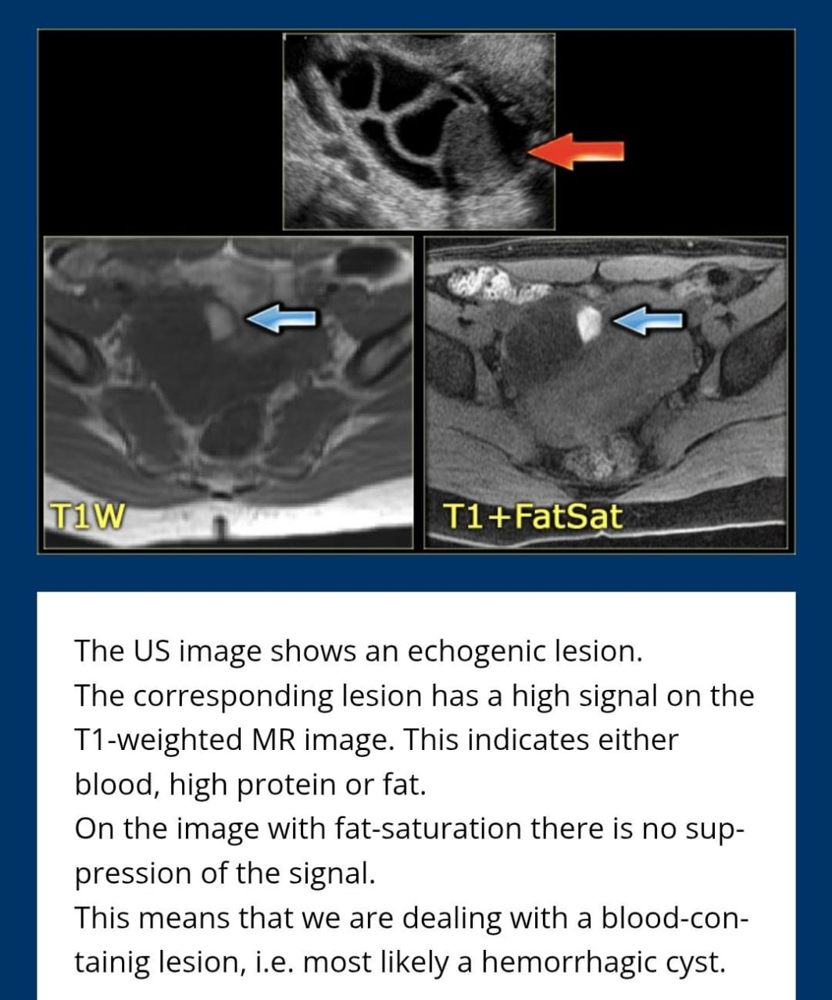 T1W
T1+FatSat
The US image shows an echogenic lesion.
The corresponding lesion has a high signal on the
T1-weighted MR image. This indicates either
blood, high protein or fat.
On the image with fat-saturation there is no sup-
pression of the signal.
This means that we are dealing with a blood-con-
tainig lesion, i.e. most likely a hemorrhagic cyst.